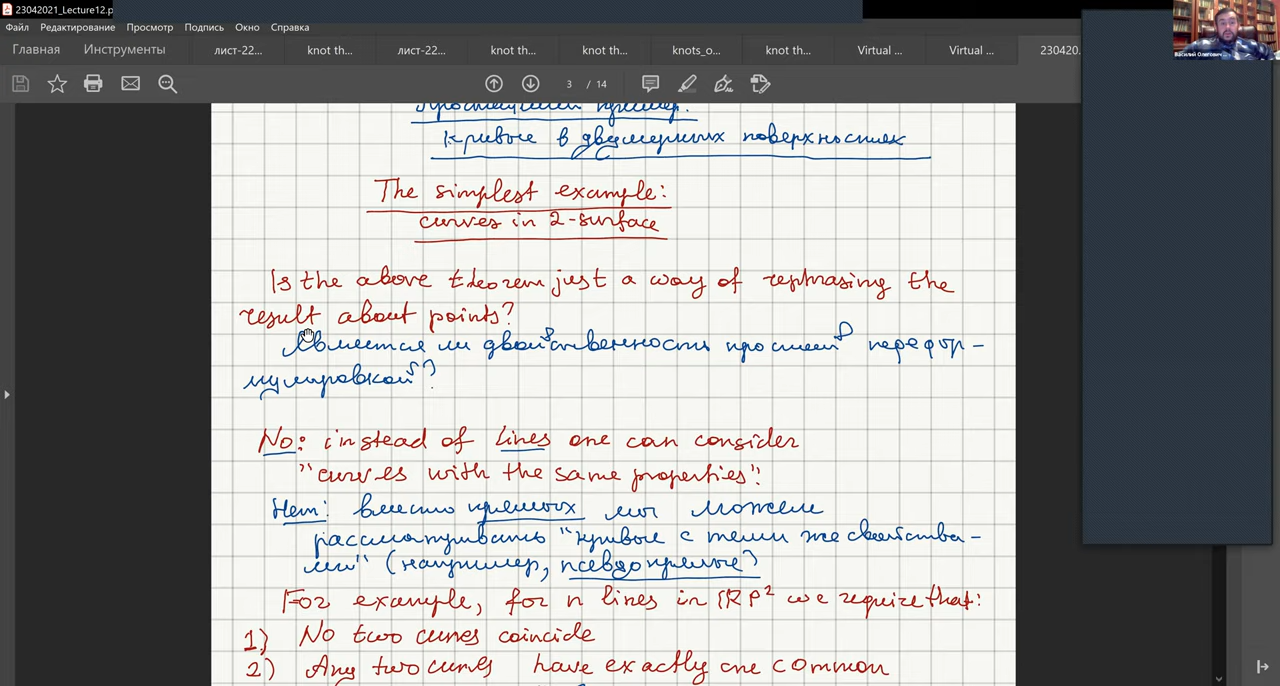 23042021_Lecture12.p
Файл Редактирование Просмотр Подпись Окно Справка
Главная Инструменты лист-22... knot th... лист-22... knot th... knot th... knots_o... knot th... Virtual ... Virtual ... 230420.
3 / 14
Простейший пример:
Кривые в двумерных поверхностях
The simplest example:
curves in 2-surface
Is the above theorem just a way of rephrasing the
result about points?
Является ли двойственность простой перефор-
мулировкой?
No: instead of lines one can consider
"curves with the same properties".
Нет: вместо прямых мы можем
рассматривать "кривые с теми же свойства-
ми" (например, псевдопрямые)
For example, for n lines in RP² we require that:
1) No two curves coincide
2) Any two curves have exactly one common